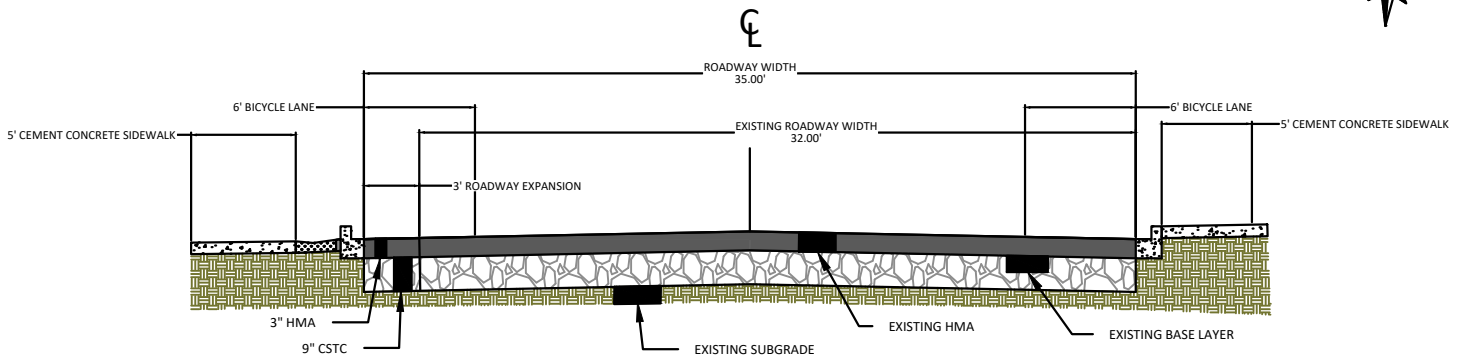 ℄
ROADWAY WIDTH
35.00'
6' BICYCLE LANE
6' BICYCLE LANE
5' CEMENT CONCRETE SIDEWALK
EXISTING ROADWAY WIDTH
32.00'
5' CEMENT CONCRETE SIDEWALK
3' ROADWAY EXPANSION
3" HMA
9" CSTC
EXISTING SUBGRADE
EXISTING HMA
EXISTING BASE LAYER